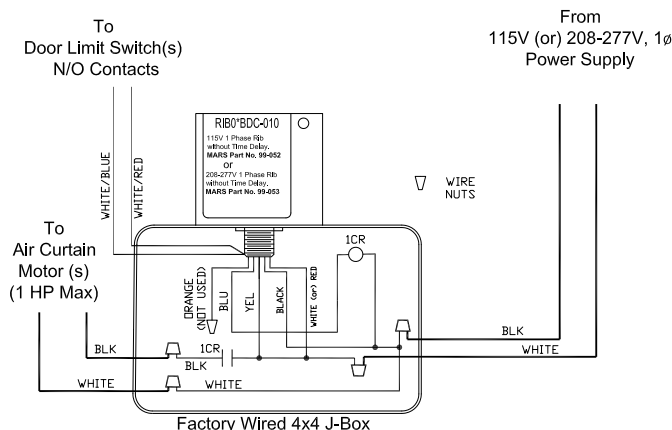 To
Door Limit Switch(s)
N/O Contacts
From
115V (or) 208-277V, 1ø
Power Supply
RIB0*BDC-010
115V 1 Phase Rib
without Time Delay.
MARS Part No. 99-052
or
208-277V 1 Phase Rib
without Time Delay.
MARS Part No. 99-053
WHITE/BLUE
WHITE/RED
WIRE
NUTS
To
Air Curtain
Motor (s)
(1 HP Max)
1CR
ORANGE
(NOT USED)
BLU
YEL
BLACK
WHITE (or) RED
BLK
WHITE
BLK
1CR
BLK
WHITE
WHITE
Factory Wired 4x4 J-Box